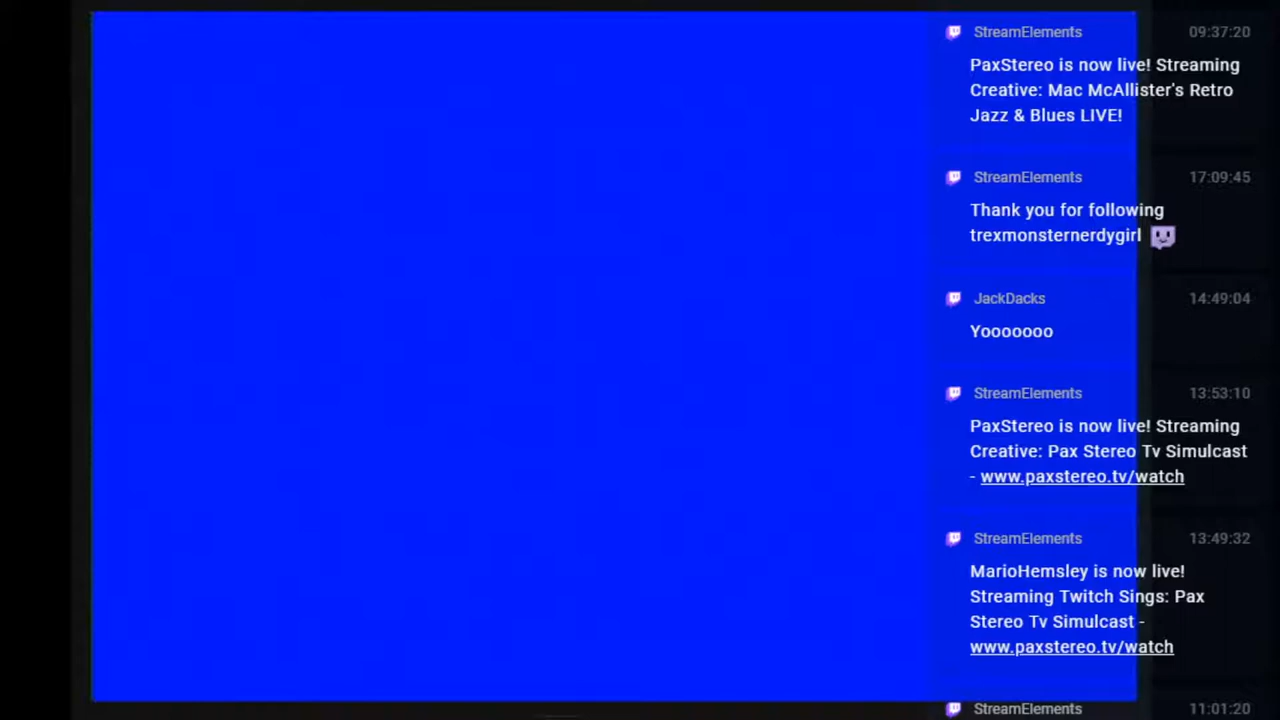 StreamElements 09:37:20
PaxStereo is now live! Streaming
Creative: Mac McAllister's Retro
Jazz & Blues LIVE!
StreamElements 17:09:45
Thank you for following
trexmonsternerdygirl
JackDacks 14:49:04
Yooooooo
StreamElements 13:53:10
PaxStereo is now live! Streaming
Creative: Pax Stereo Tv Simulcast
- www.paxstereo.tv/watch
StreamElements 13:49:32
MarioHemsley is now live!
Streaming Twitch Sings: Pax
Stereo Tv Simulcast -
www.paxstereo.tv/watch
StreamElements 11:01:20